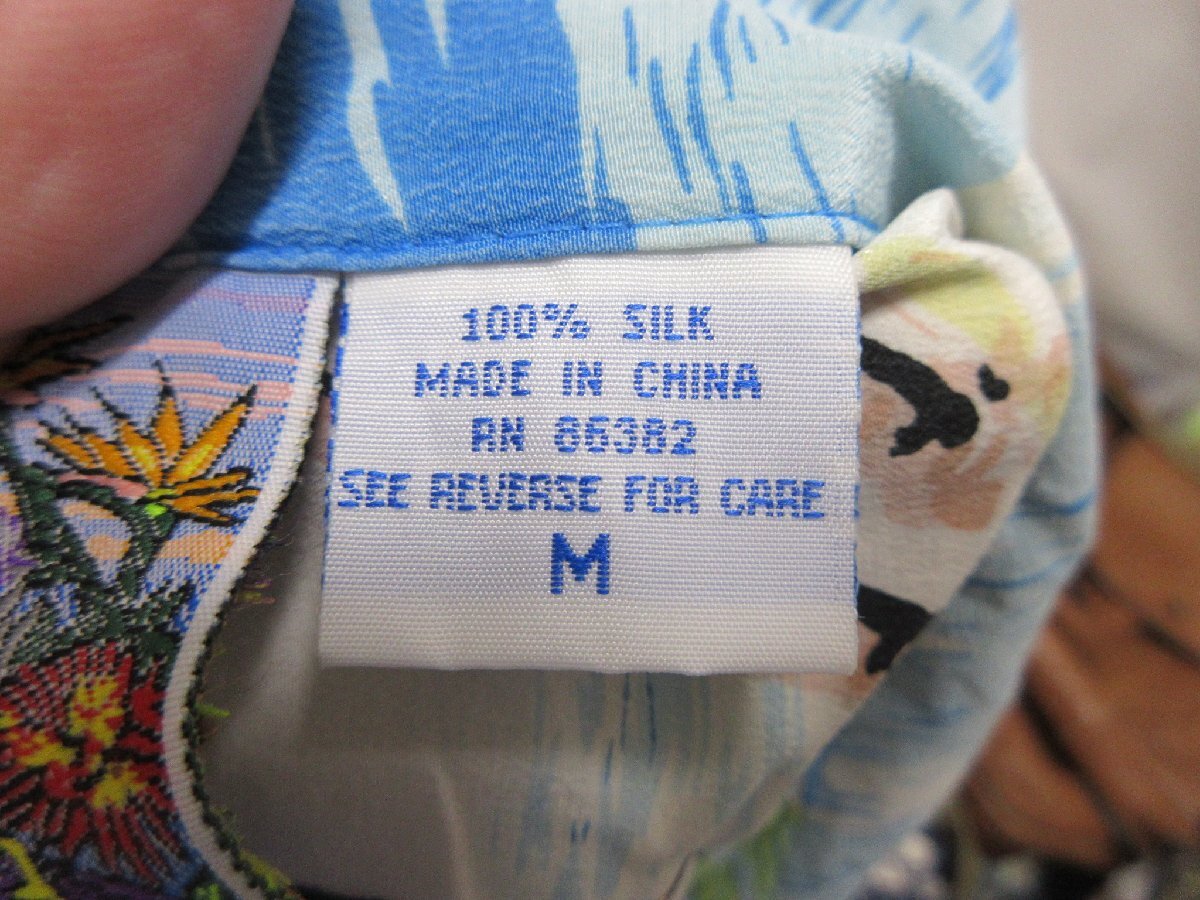 100% SILK
MADE IN CHINA
RN 86382
SEE REVERSE FOR CARE
M